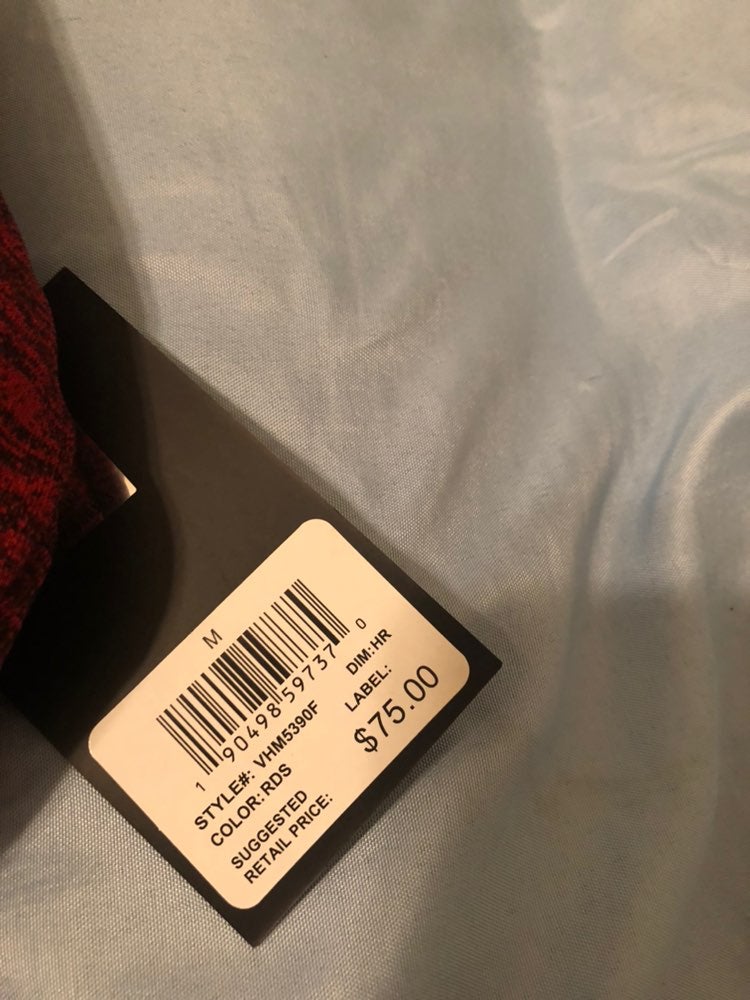 M
1 90498 59737 0
STYLE#: VHM5390F DIM: HR
COLOR: RDS LABEL:
SUGGESTED
RETAIL PRICE: $75.00